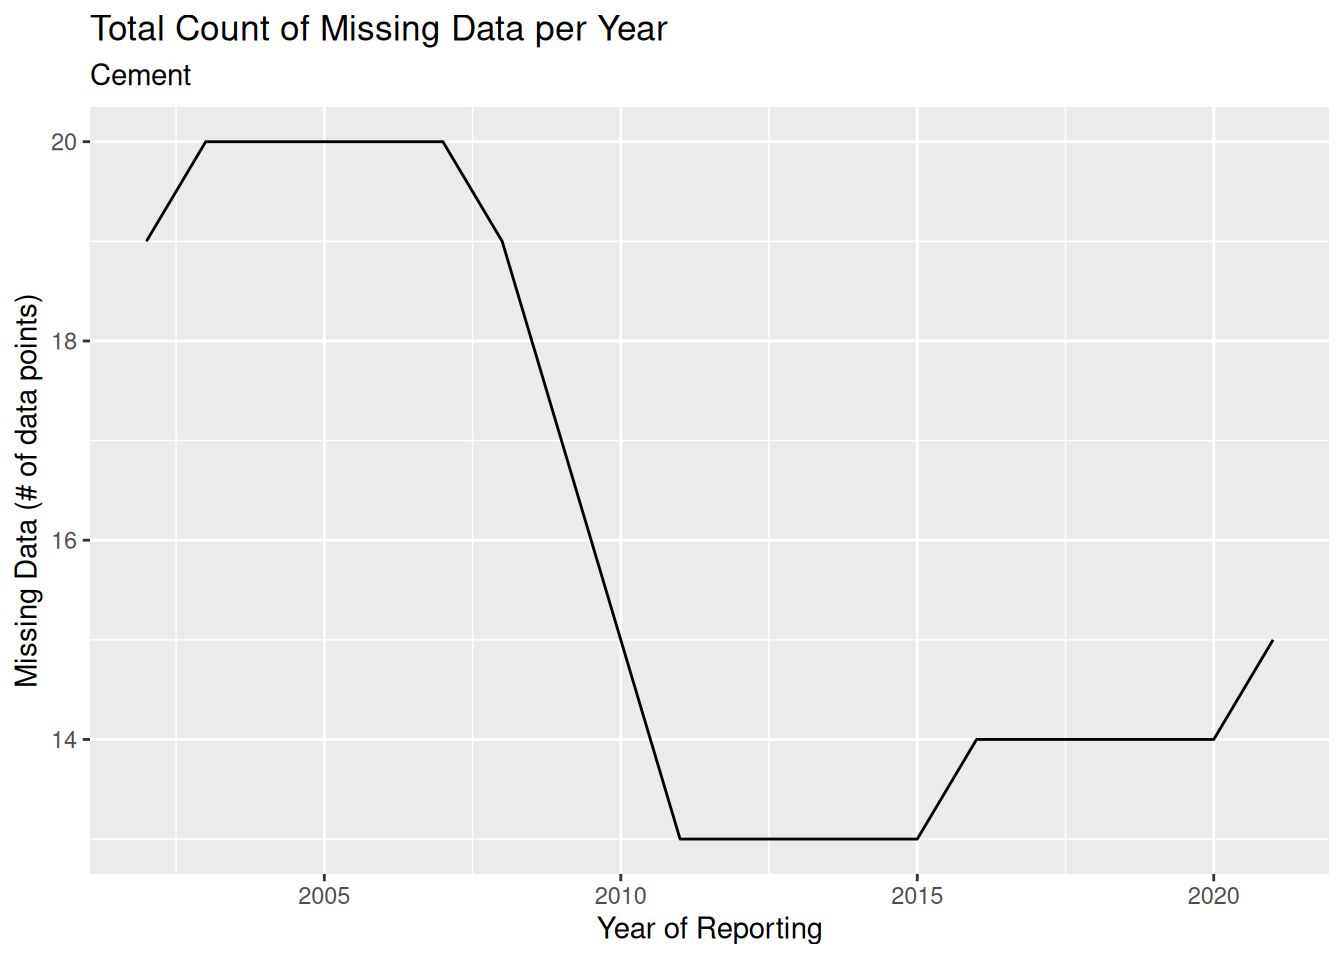 Total Count of Missing Data per Year
Cement
Missing Data (# of data points)
20
18
16
14
2005
2010
2015
2020
Year of Reporting